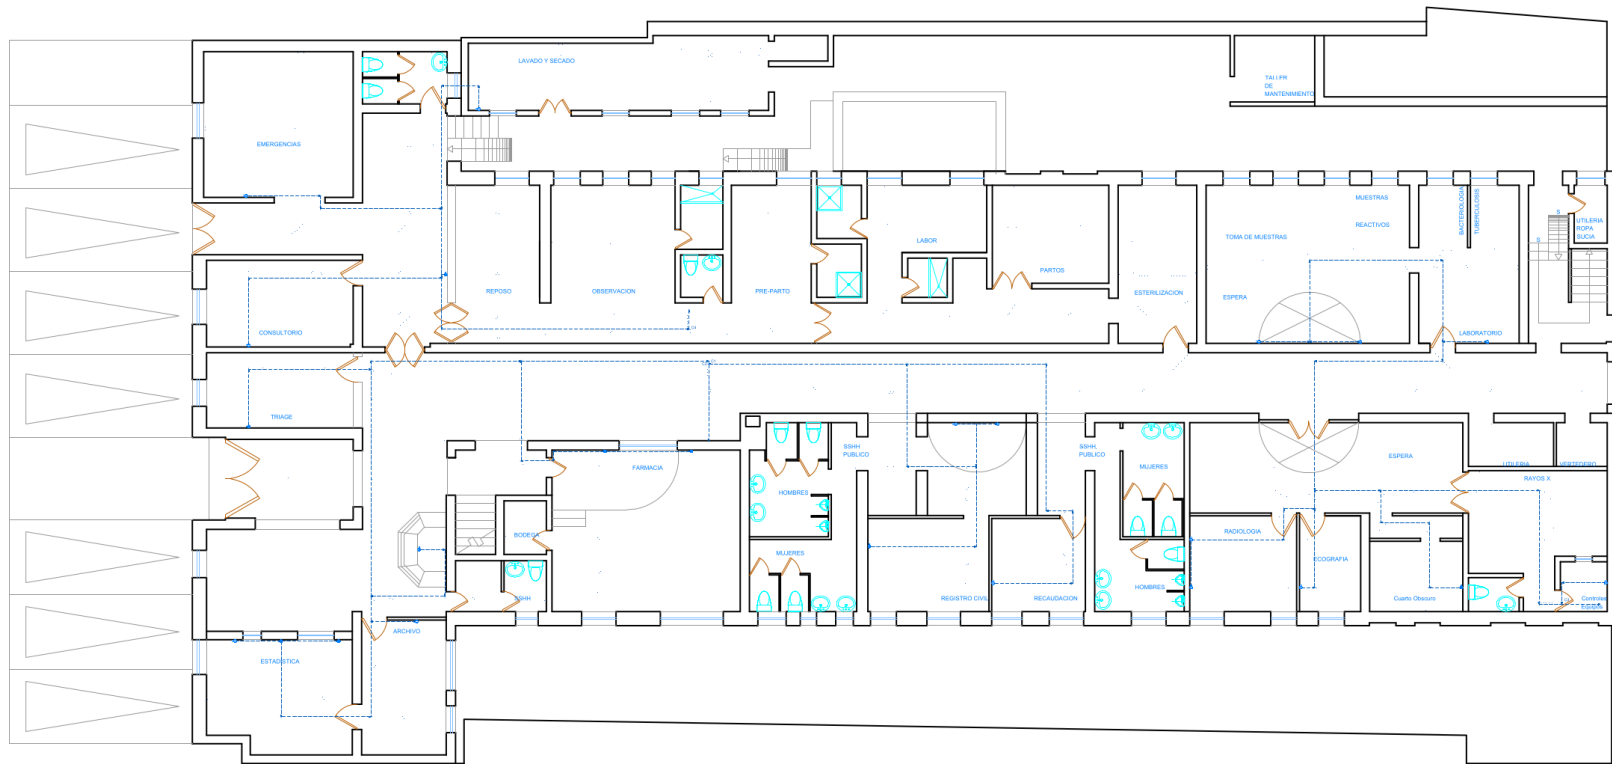 LAVADO Y SECADO
TALLER
DE
MANTENIMIENTO
EMERGENCIAS
MUESTRAS
REACTIVOS
BACTERIOLOGIA
TUBERCULOSIS
UTILERIA
ROPA
SUCIA
S
S
TOMA DE MUESTRAS
LABOR
PARTOS
REPOSO
OBSERVACION
PRE-PARTO
ESTERILIZACION
ESPERA
CONSULTORIO
LABORATORIO
TRIAGE
SSHH
PUBLICO
SSHH,
PUBLICO
FARMACIA
MUJERES
ESPERA
UTILERIA
VERTEDERO
RAYOS X
HOMBRES
BODEGA
RADIOLOGIA
ECOGRAFIA
MUJERES
HOMBRES
SSHH
REGISTRO CIVIL
RECAUDACION
Cuarto Obscuro
Controles
Equipos
ARCHIVO
ESTADISTICA